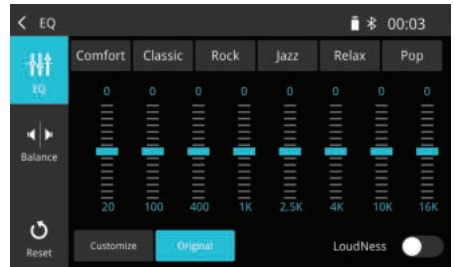 EQ 00:03
Comfort Classic Rock Jazz Relax Pop
EQ
0 0 0 0 0 0 0 0
Balance
20 100 400 1K 2.5K 4K 10K 16K
Reset
Customize Original LoudNess